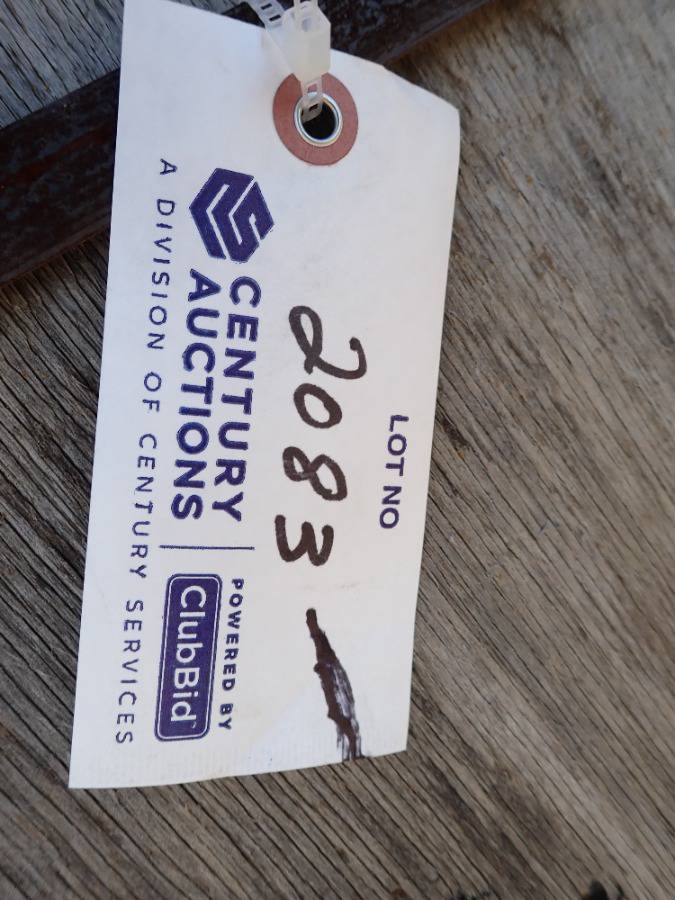 LOT NO
2083
CENTURY
AUCTIONS
POWERED BY
ClubBid
A DIVISION OF CENTURY SERVICES